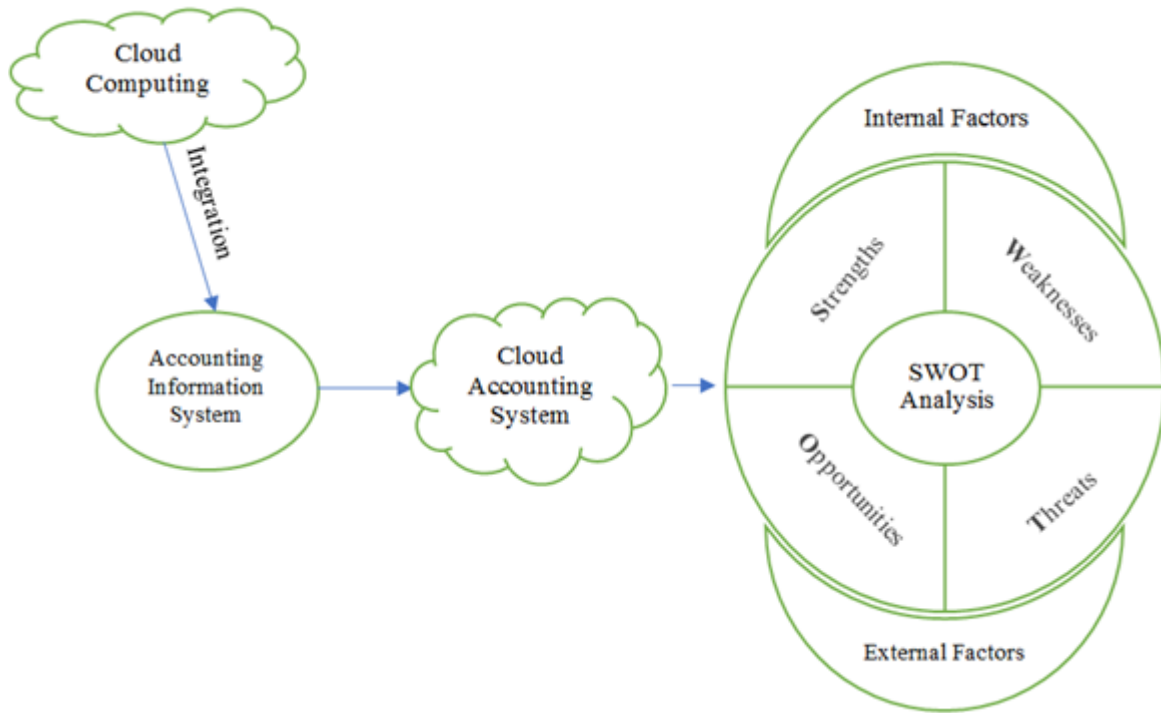 Cloud
Computing
Integration
Accounting
Information
System
Cloud
Accounting
System
Internal Factors
Strengths
Weaknesses
SWOT
Analysis
Opportunities
Threats
External Factors